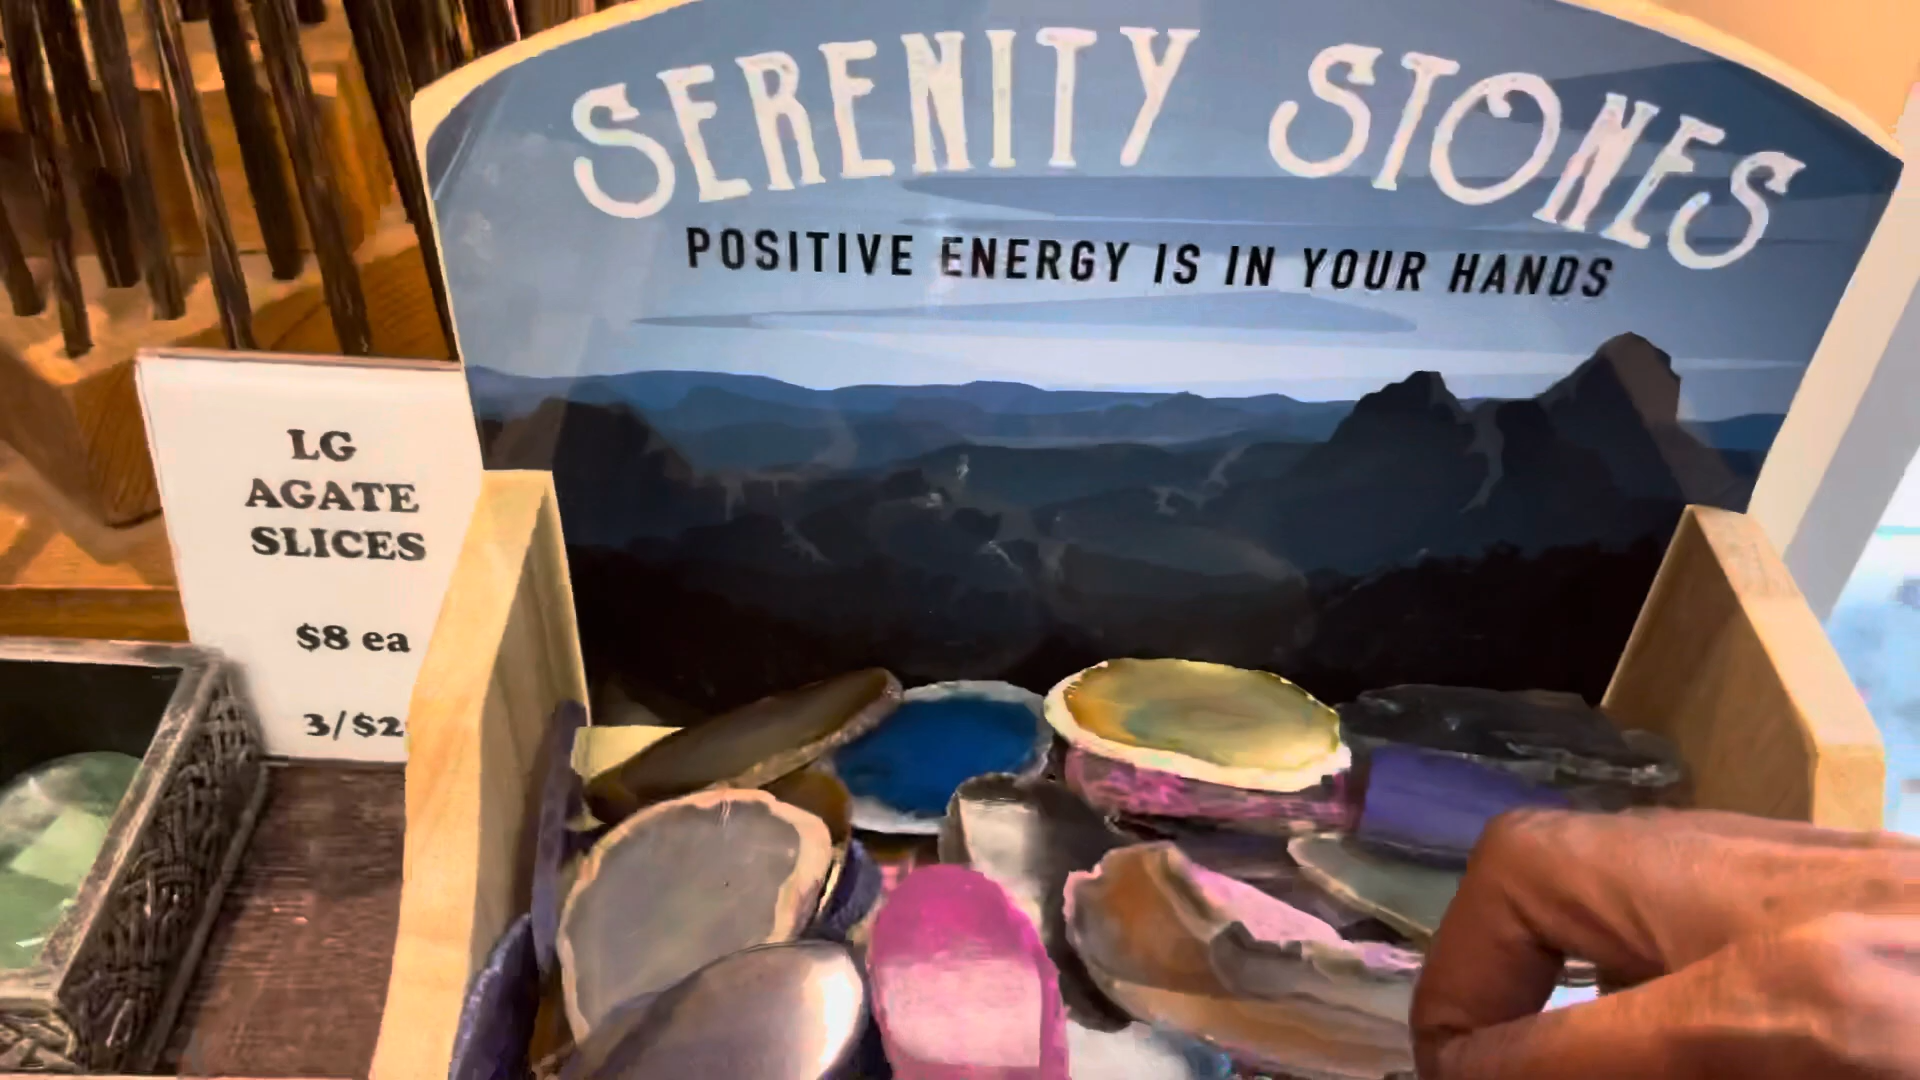 SERENITY STONES
POSITIVE ENERGY IS IN YOUR HANDS
LG
AGATE
SLICES
$8 ea